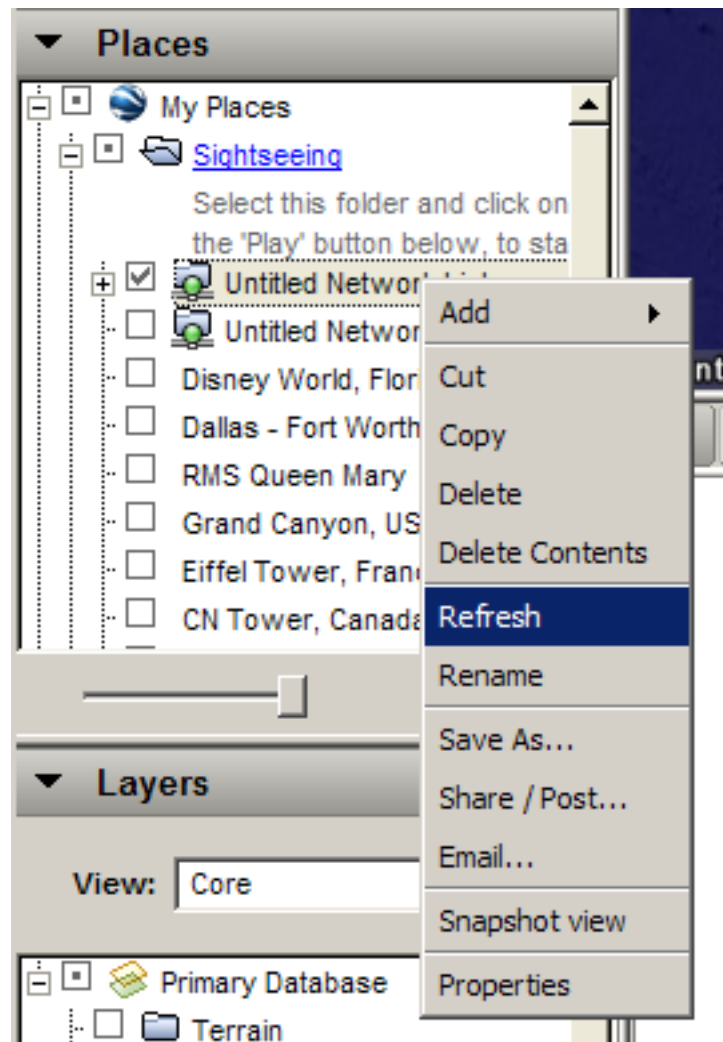 Places
My Places
Sightseeing
Select this folder and click on
the 'Play' button below, to sta
Untitled Networ
Untitled Networ
Disney World, Flor
Dallas - Fort Worth
RMS Queen Mary
Grand Canyon, US
Eiffel Tower, Fran
CN Tower, Canada
Add
Cut
Copy
Delete
Delete Contents
Refresh
Rename
Save As...
Share / Post...
Email...
Snapshot view
Properties
Layers
View: Core
Primary Database
Terrain
nt